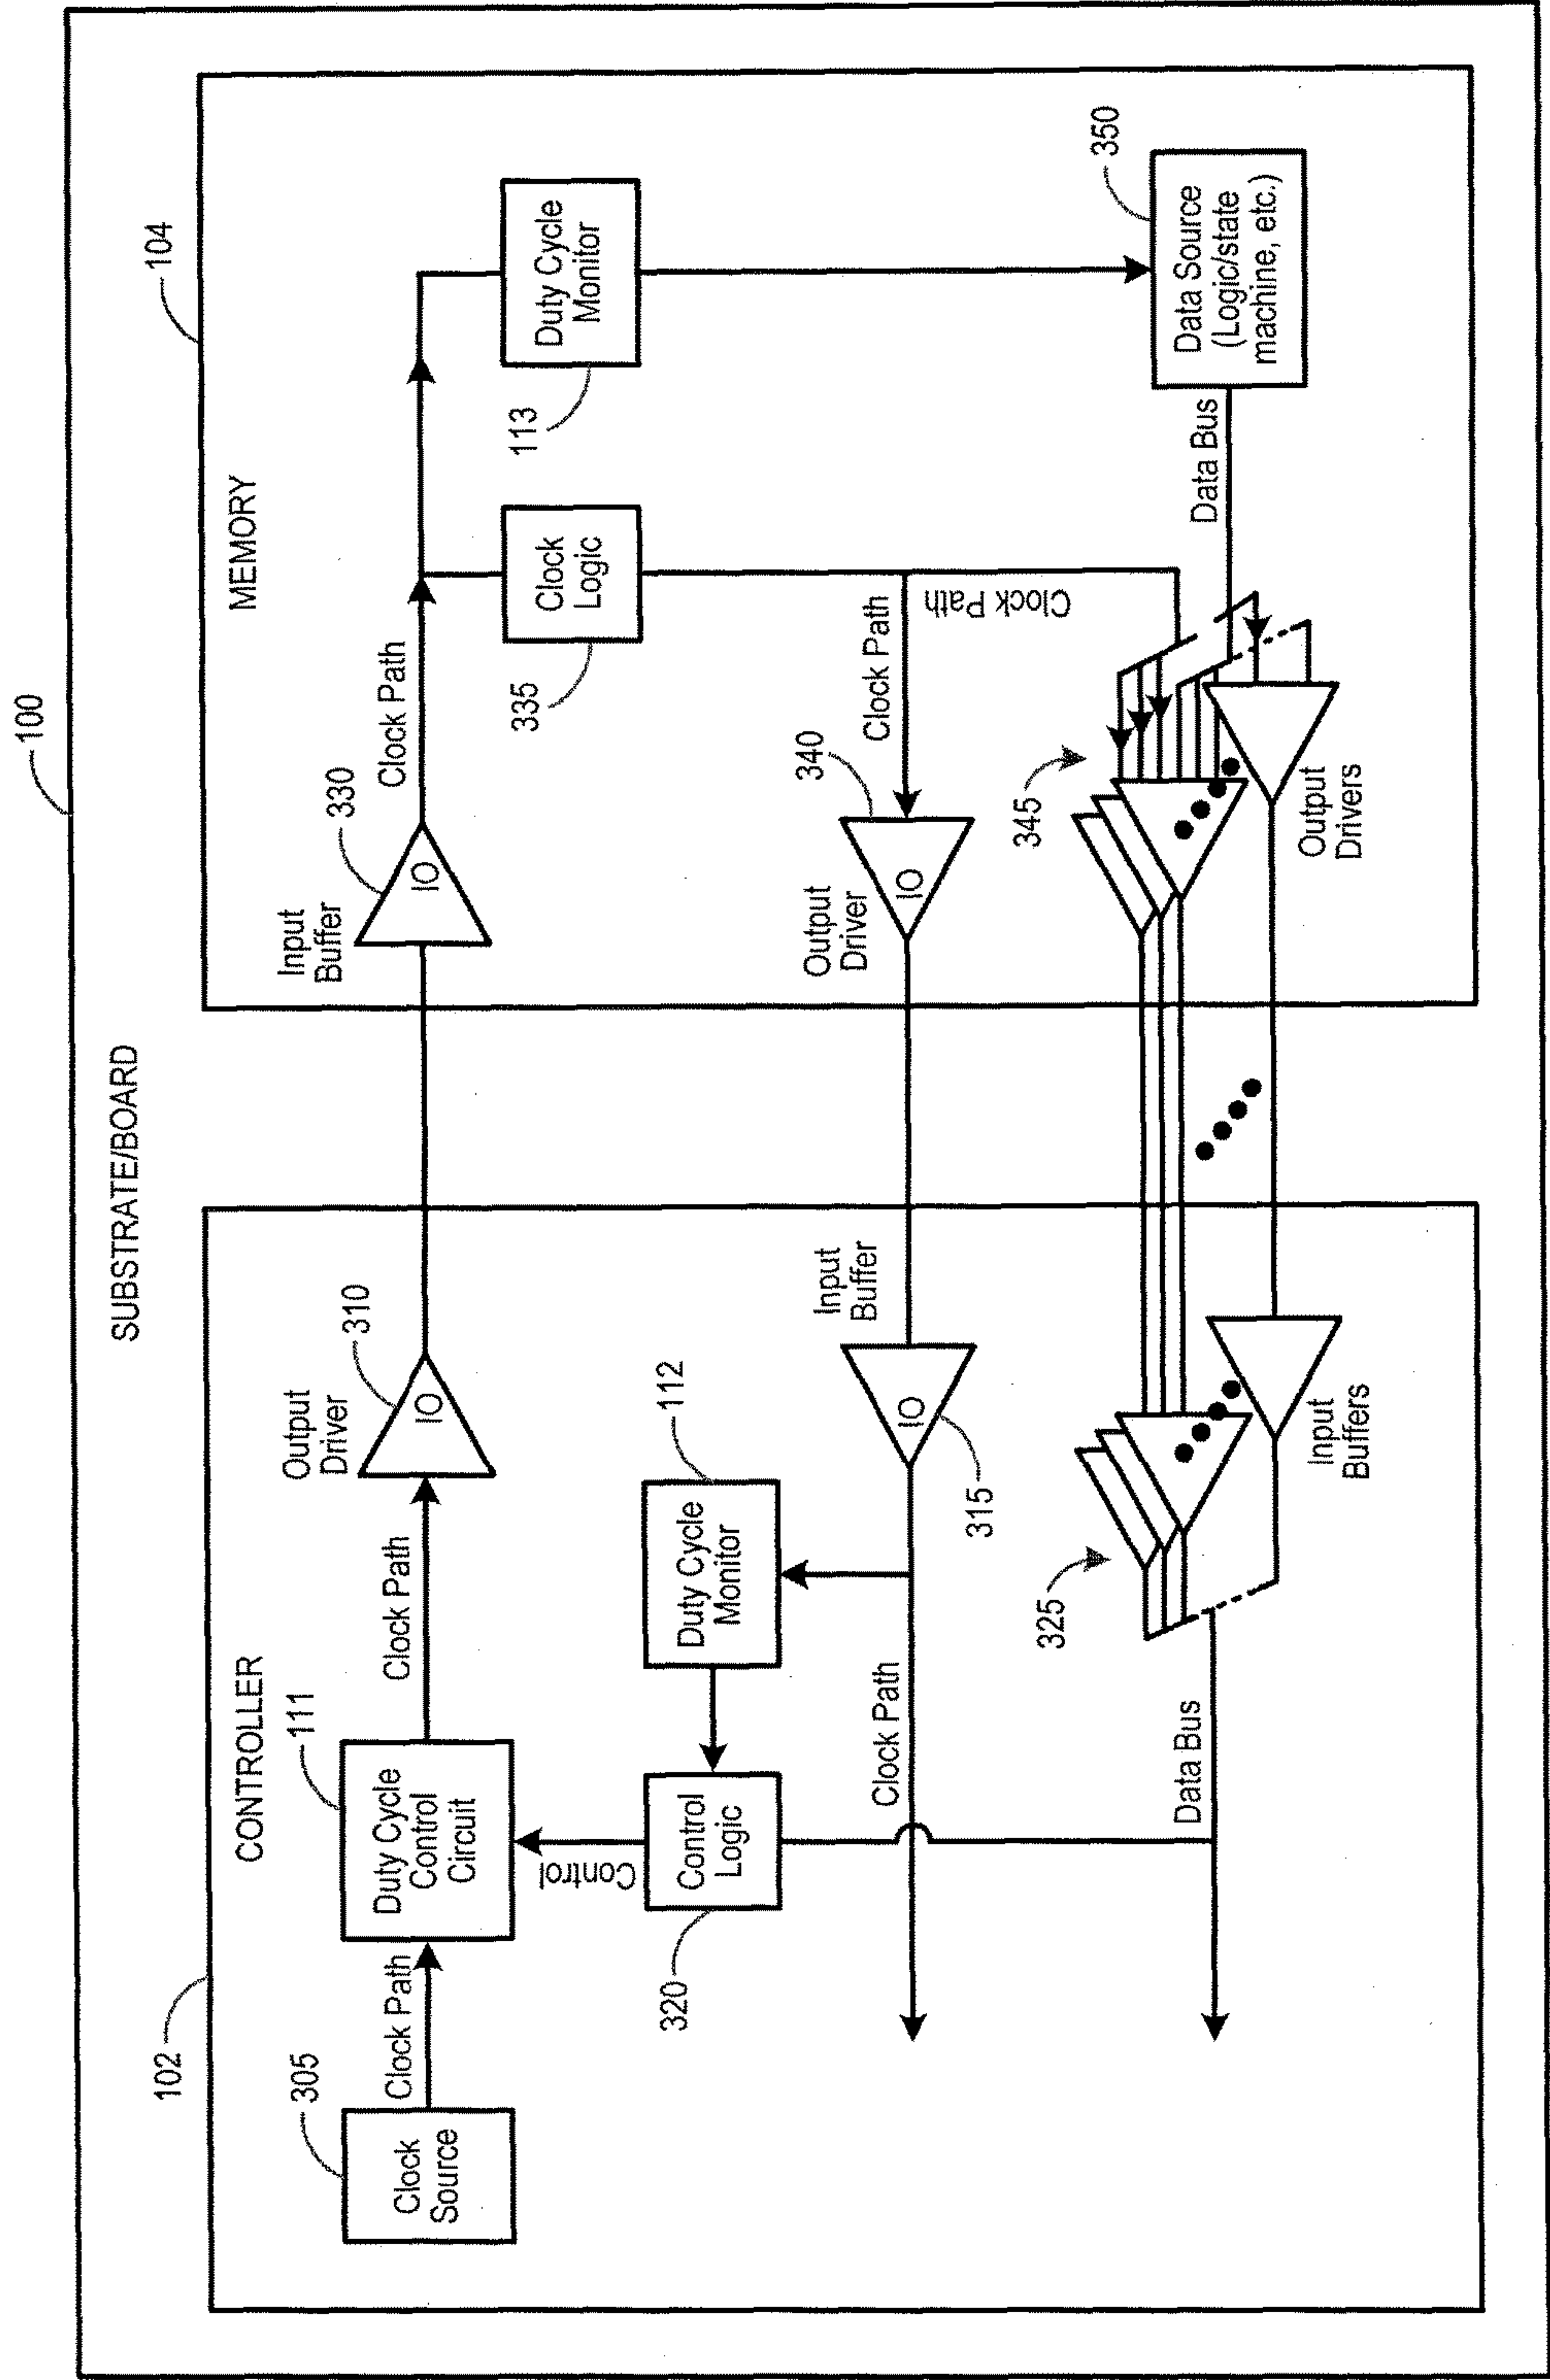 100
SUBSTRATE/BOARD
102
CONTROLLER
104
MEMORY
305
Clock
Source
Clock Path
111
Duty Cycle
Control
Circuit
Clock Path
Output
Driver
310
IO
Input
Buffer
330
IO
Clock Path
Control
320
Control
Logic
112
Duty Cycle
Monitor
335
Clock
Logic
113
Duty Cycle
Monitor
Clock Path
315
IO
Input
Buffer
Output
Driver
340
IO
Clock Path
Clock Path
Data Bus
325
Input
Buffers
345
Output
Drivers
Data Bus
350
Data Source
(Logic/state
machine, etc.)